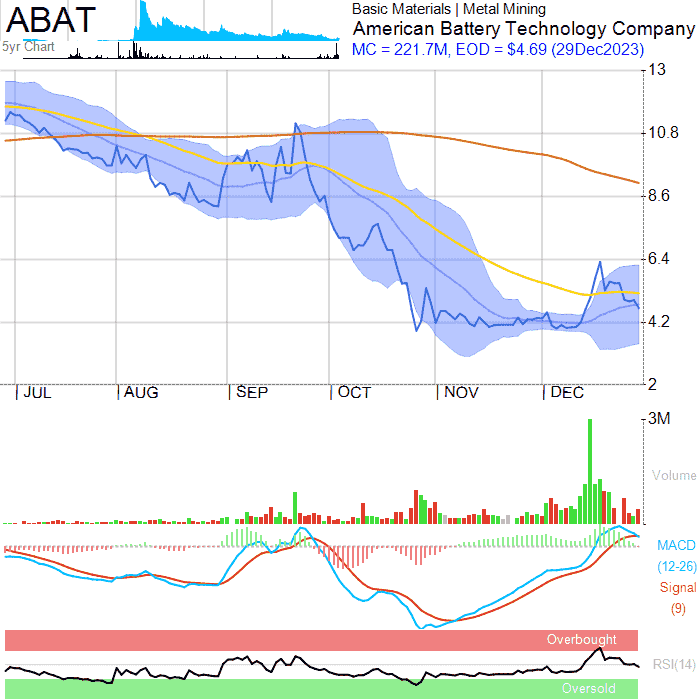 ABAT
5yr Chart
Basic Materials | Metal Mining
American Battery Technology Company
MC = 221.7M, EOD = $4.69 (29Dec2023)
13
10.8
8.6
6.4
4.2
2
JUL AUG SEP OCT NOV DEC
3M
Volume
MACD
(12-26)
Signal
(9)
Overbought
RSI(14)
Oversold